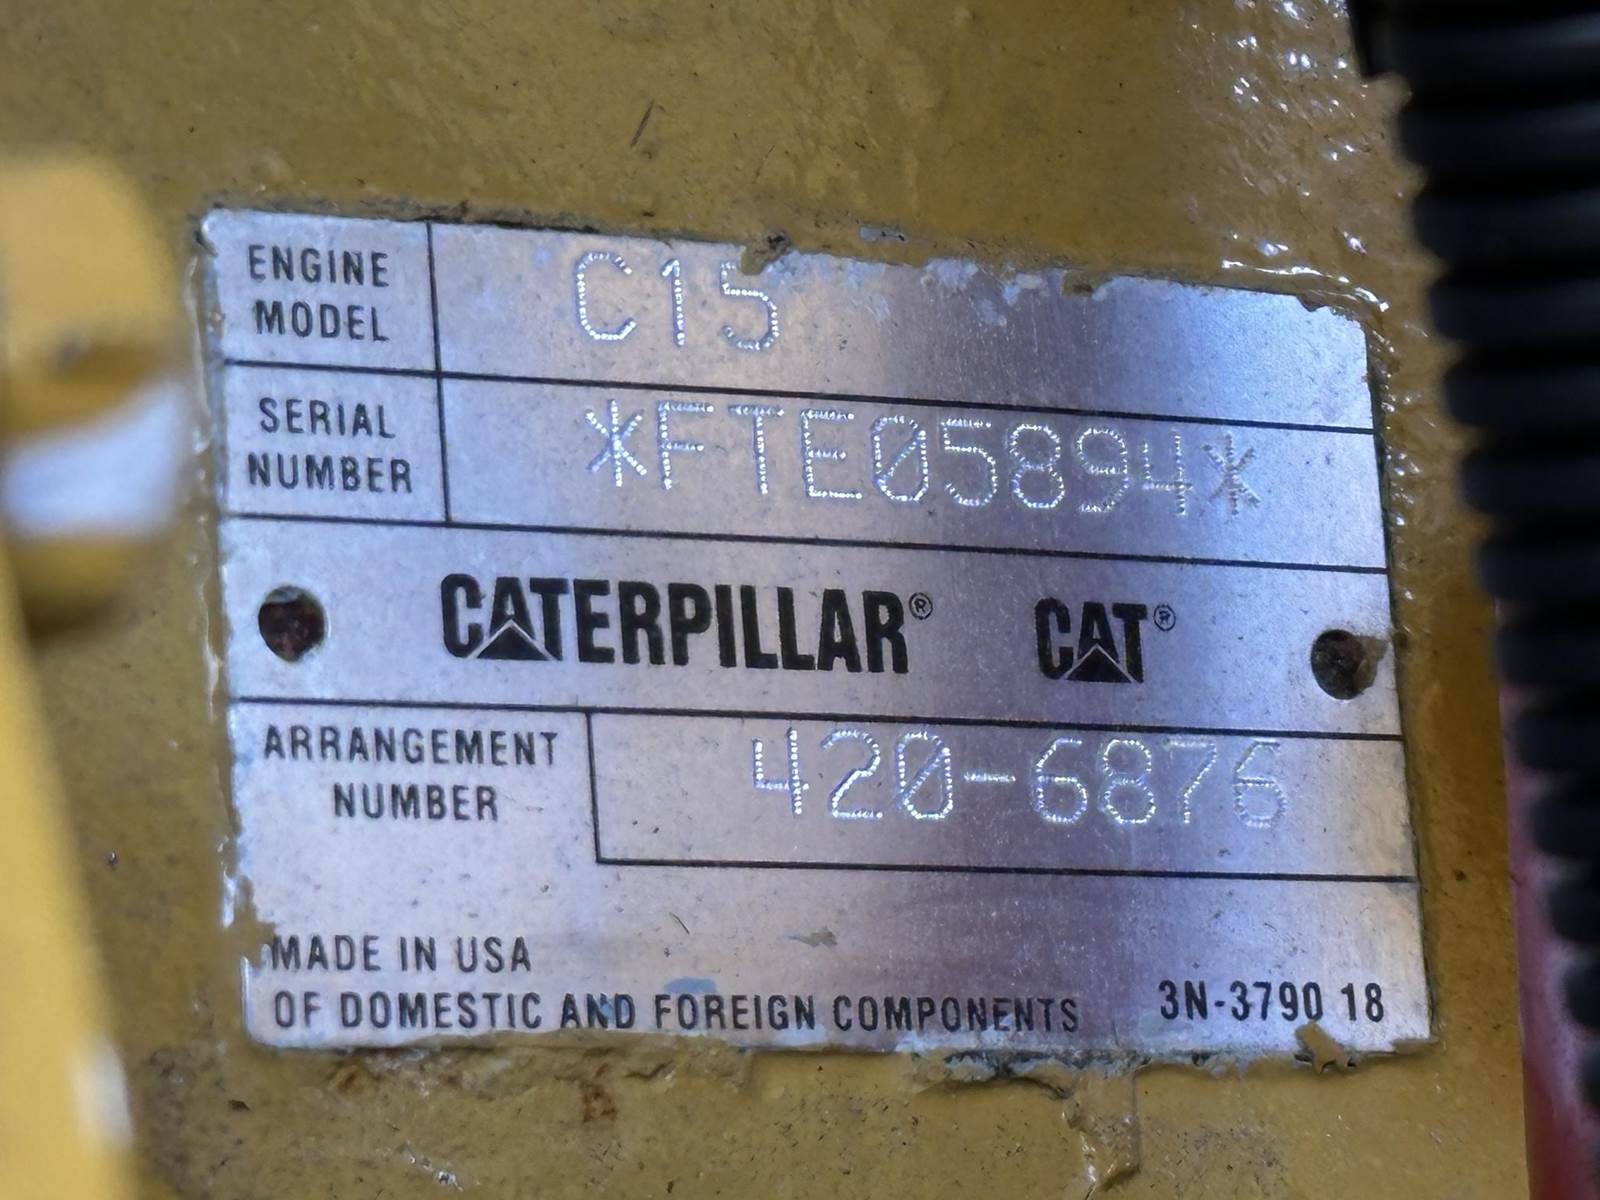 ENGINE
MODEL
C15
SERIAL
NUMBER
*FTE05894*
CATERPILLAR® CAT®
ARRANGEMENT
NUMBER
420-6876
MADE IN USA
OF DOMESTIC AND FOREIGN COMPONENTS
3N-3790 18